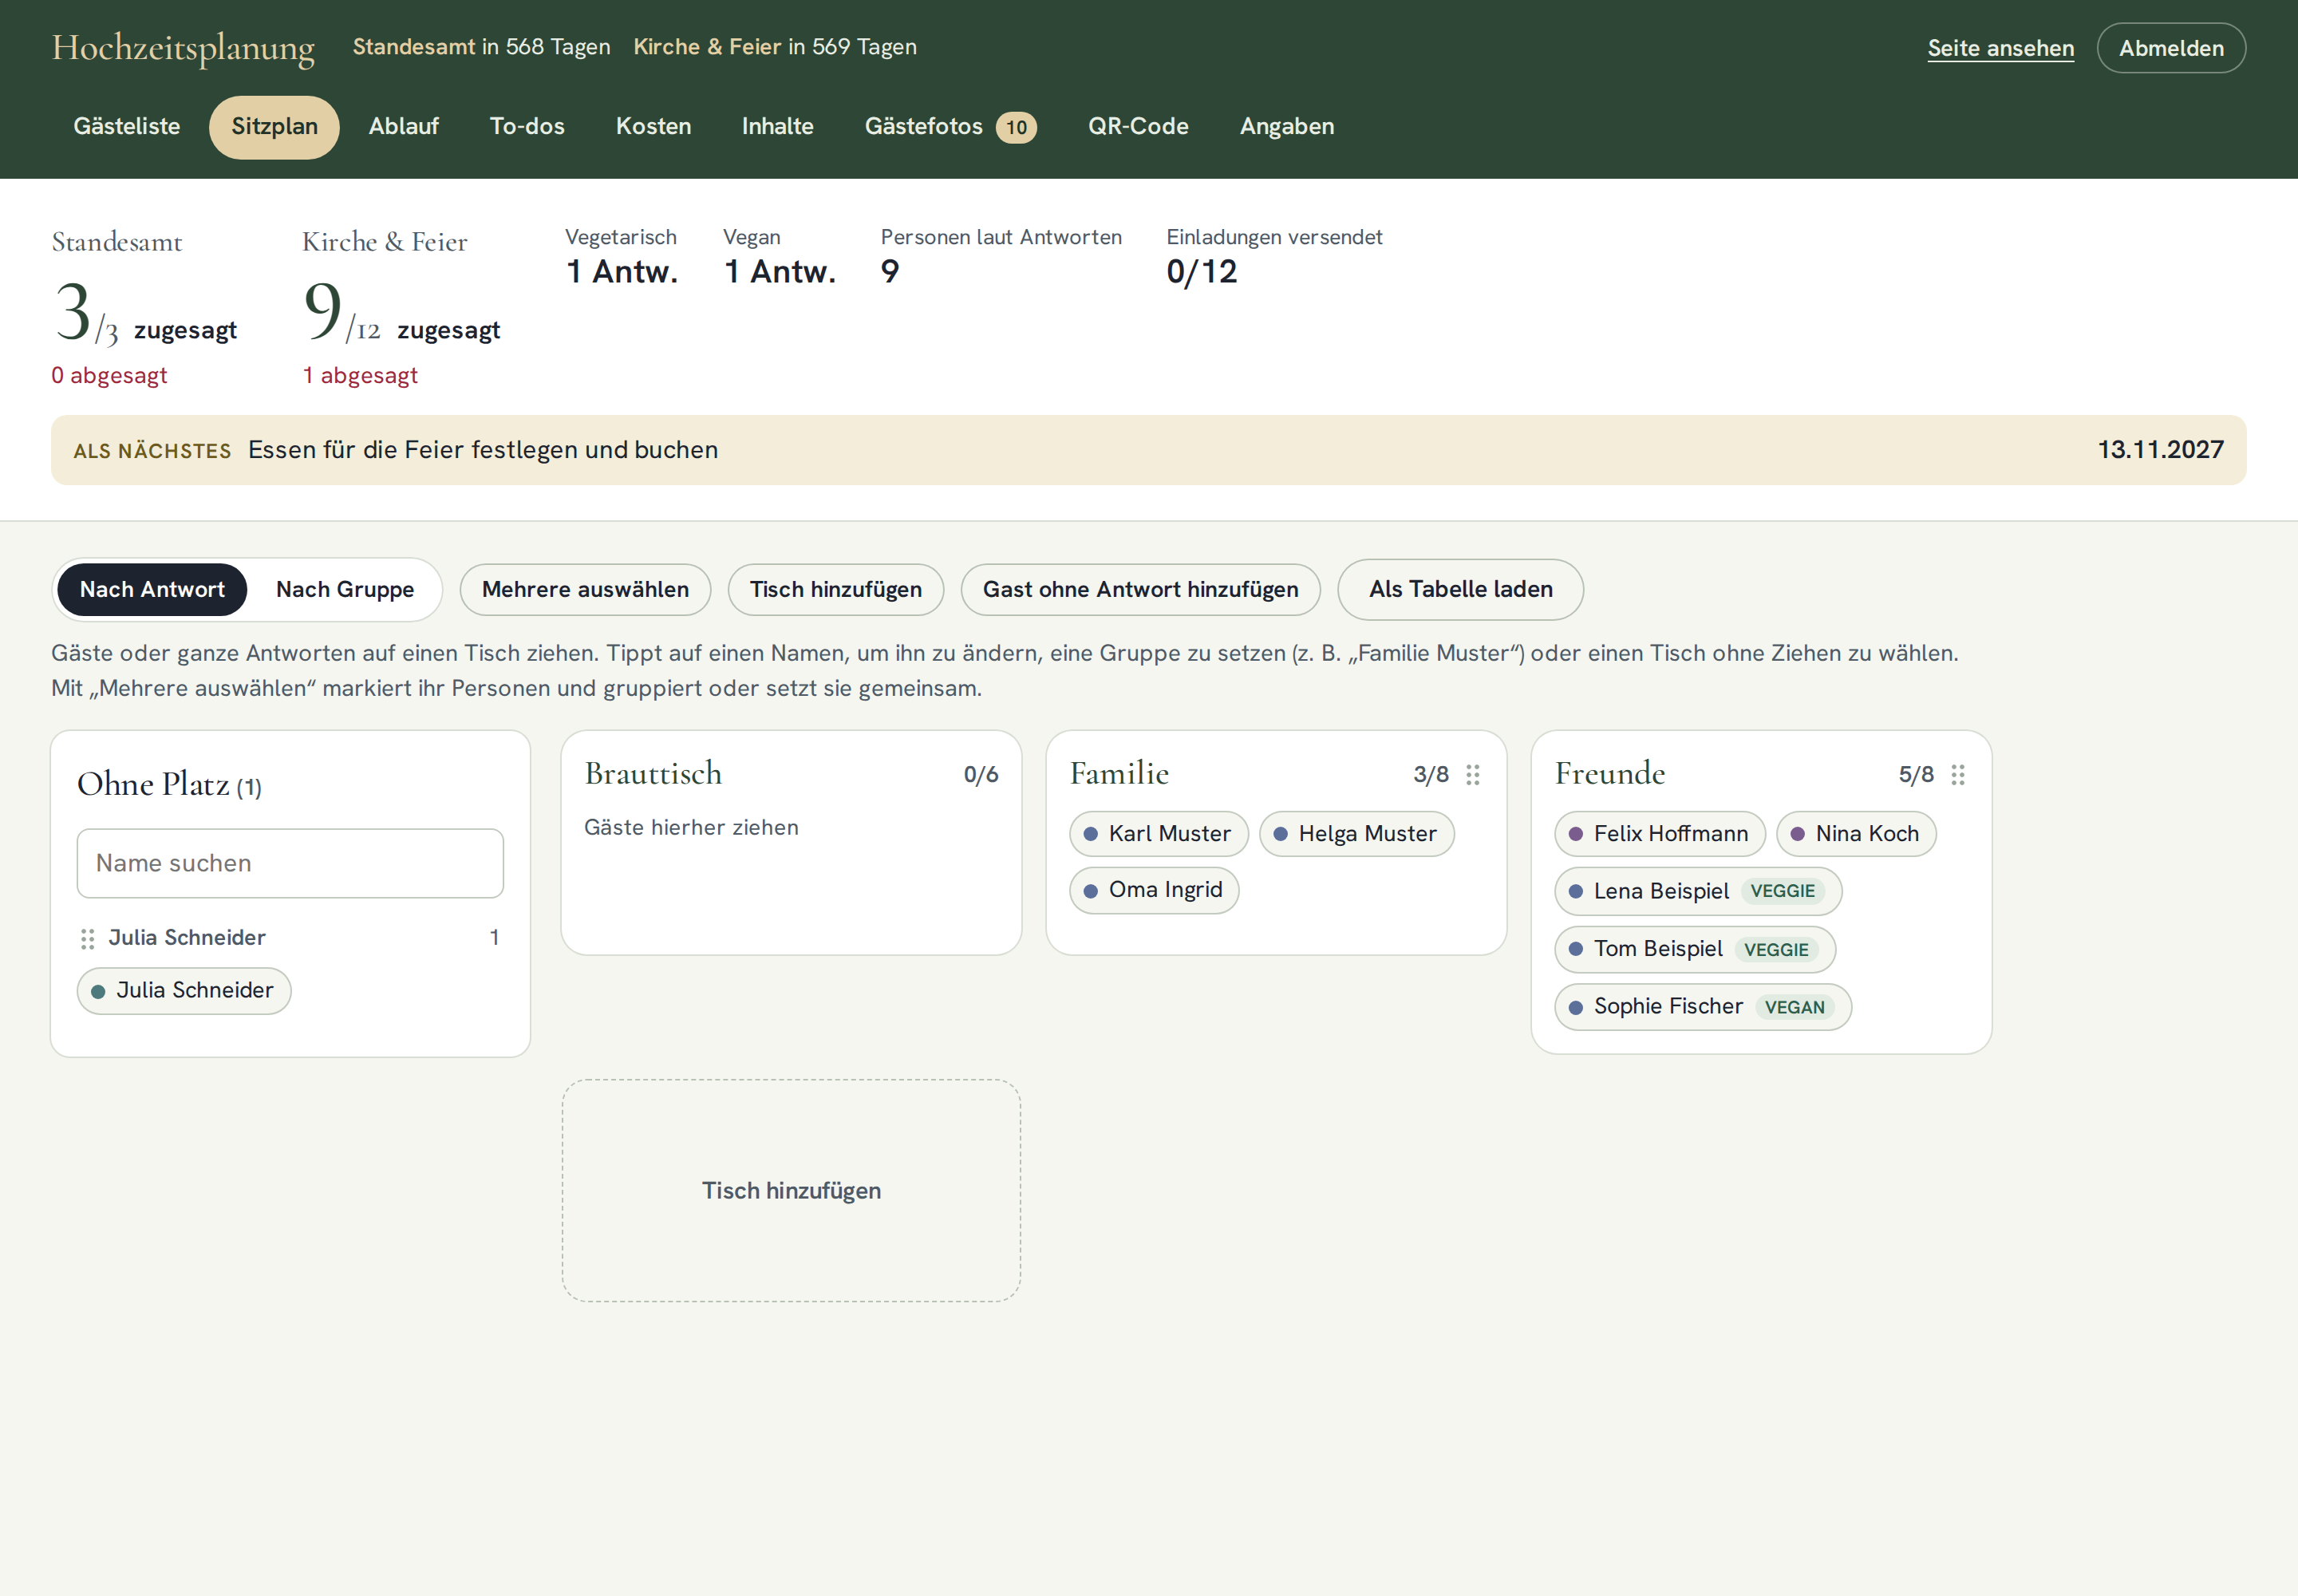 Hochzeitsplanung Standesamt in 568 Tagen Kirche & Feier in 569 Tagen Seite ansehen Abmelden
Gästeliste Sitzplan Ablauf To-dos Kosten Inhalte Gästefotos 10 QR-Code Angaben
Standesamt
3/3 zugesagt
0 abgesagt
Kirche & Feier
9/12 zugesagt
1 abgesagt
Vegetarisch
1 Antw.
Vegan
1 Antw.
Personen laut Antworten
9
Einladungen versendet
0/12
ALS NÄCHSTES Essen für die Feier festlegen und buchen 13.11.2027
Nach Antwort Nach Gruppe Mehrere auswählen Tisch hinzufügen Gast ohne Antwort hinzufügen Als Tabelle laden
Gäste oder ganze Antworten auf einen Tisch ziehen. Tippt auf einen Namen, um ihn zu ändern, eine Gruppe zu setzen (z. B. „Familie Muster“) oder einen Tisch ohne Ziehen zu wählen.
Mit „Mehrere auswählen“ markiert ihr Personen und gruppiert oder setzt sie gemeinsam.
Ohne Platz (1)
Name suchen
Julia Schneider 1
Julia Schneider
Brauttisch 0/6
Gäste hierher ziehen
Familie 3/8
Karl Muster Helga Muster
Oma Ingrid
Freunde 5/8
Felix Hoffmann Nina Koch
Lena Beispiel VEGGIE
Tom Beispiel VEGGIE
Sophie Fischer VEGAN
Tisch hinzufügen